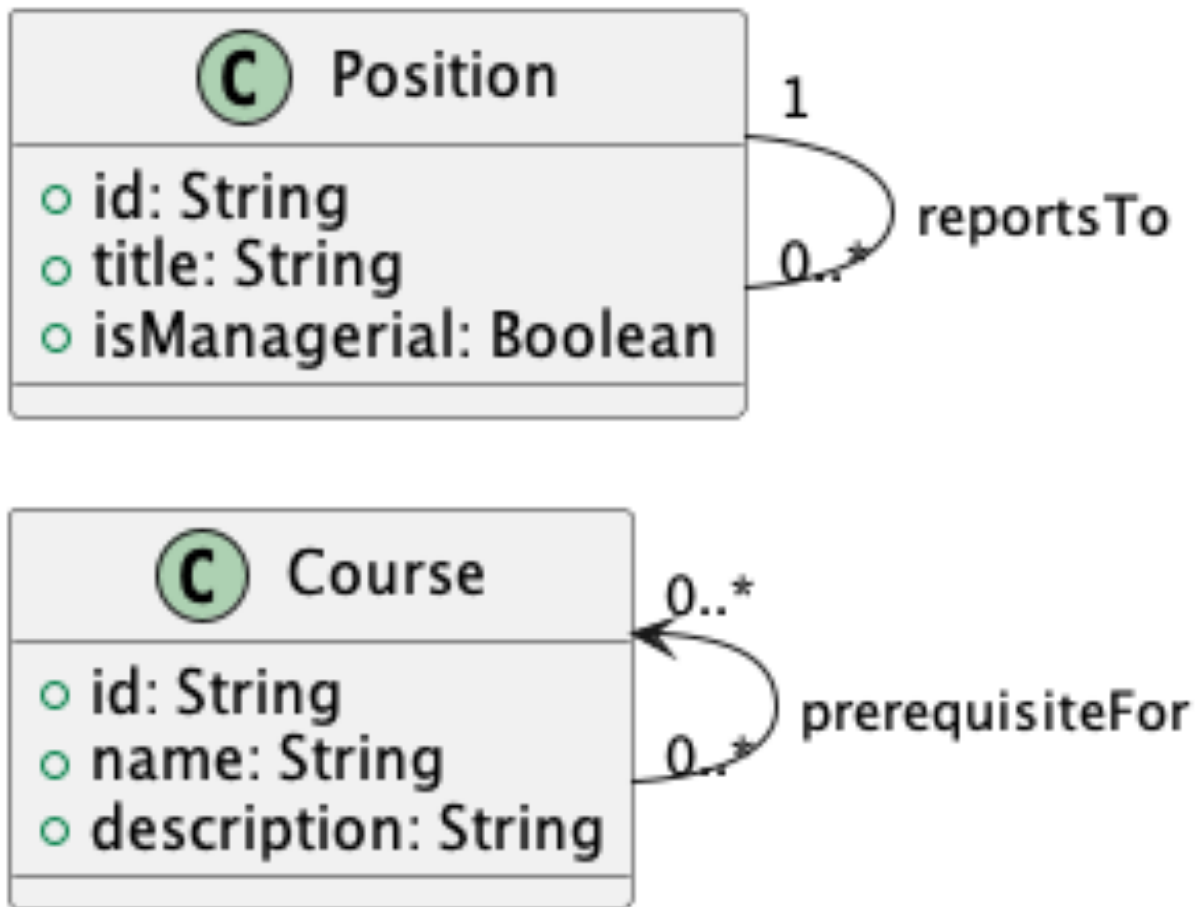 C Position
id: String
title: String
isManagerial: Boolean
1
reportsTo
0..*
C Course
id: String
name: String
description: String
0..*
prerequisiteFor
0..*